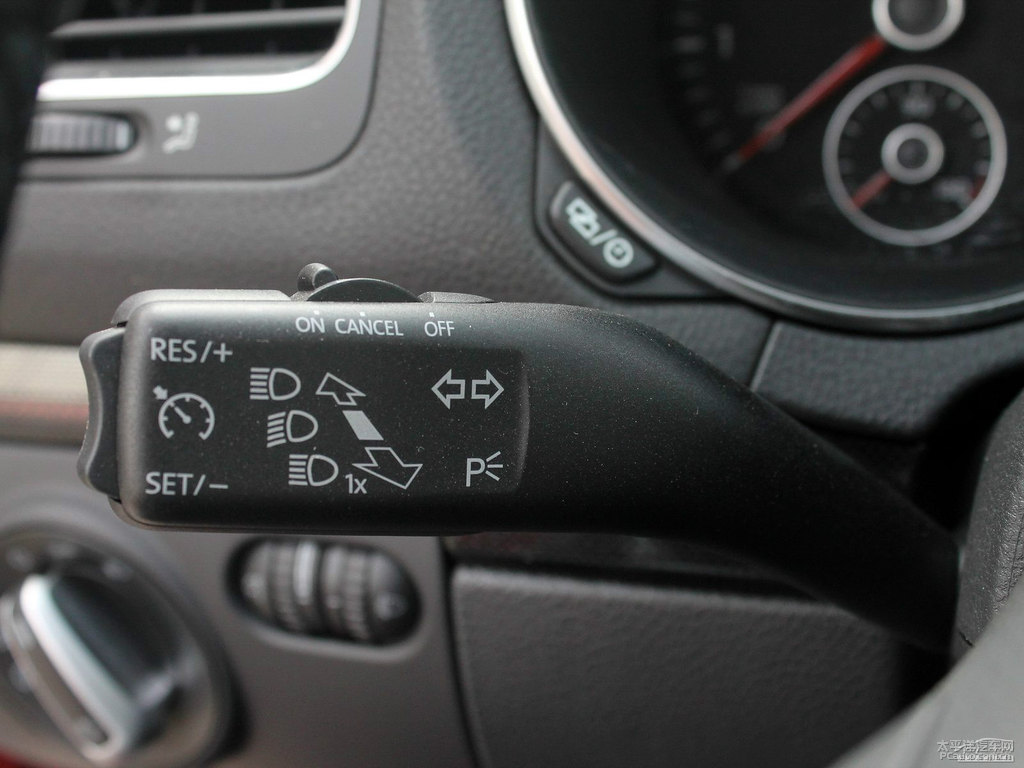 ON CANCEL OFF
RES/+
SET/−
1x
P
太平洋汽车网
PCauto.com.cn